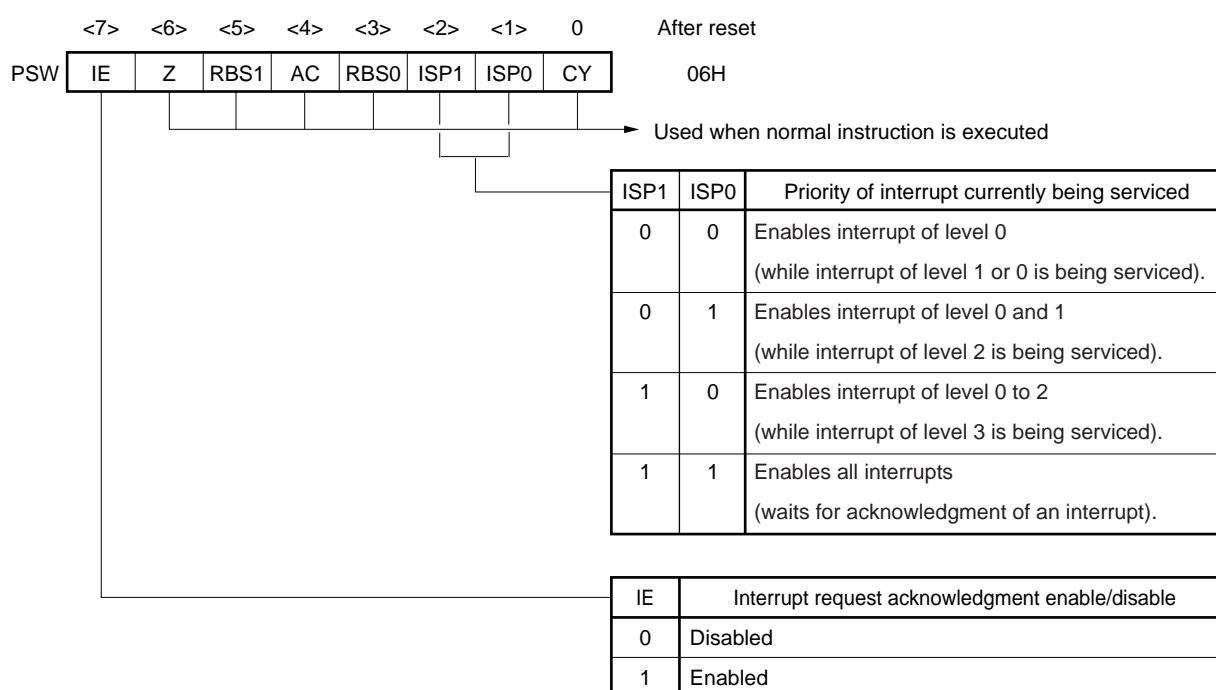 <7> <6> <5> <4> <3> <2> <1> 0 After reset
PSW IE Z RBS1 AC RBS0 ISP1 ISP0 CY 06H
Used when normal instruction is executed
ISP1 ISP0 Priority of interrupt currently being serviced
0 0 Enables interrupt of level 0
(while interrupt of level 1 or 0 is being serviced).
0 1 Enables interrupt of level 0 and 1
(while interrupt of level 2 is being serviced).
1 0 Enables interrupt of level 0 to 2
(while interrupt of level 3 is being serviced).
1 1 Enables all interrupts
(waits for acknowledgment of an interrupt).
IE Interrupt request acknowledgment enable/disable
0 Disabled
1 Enabled